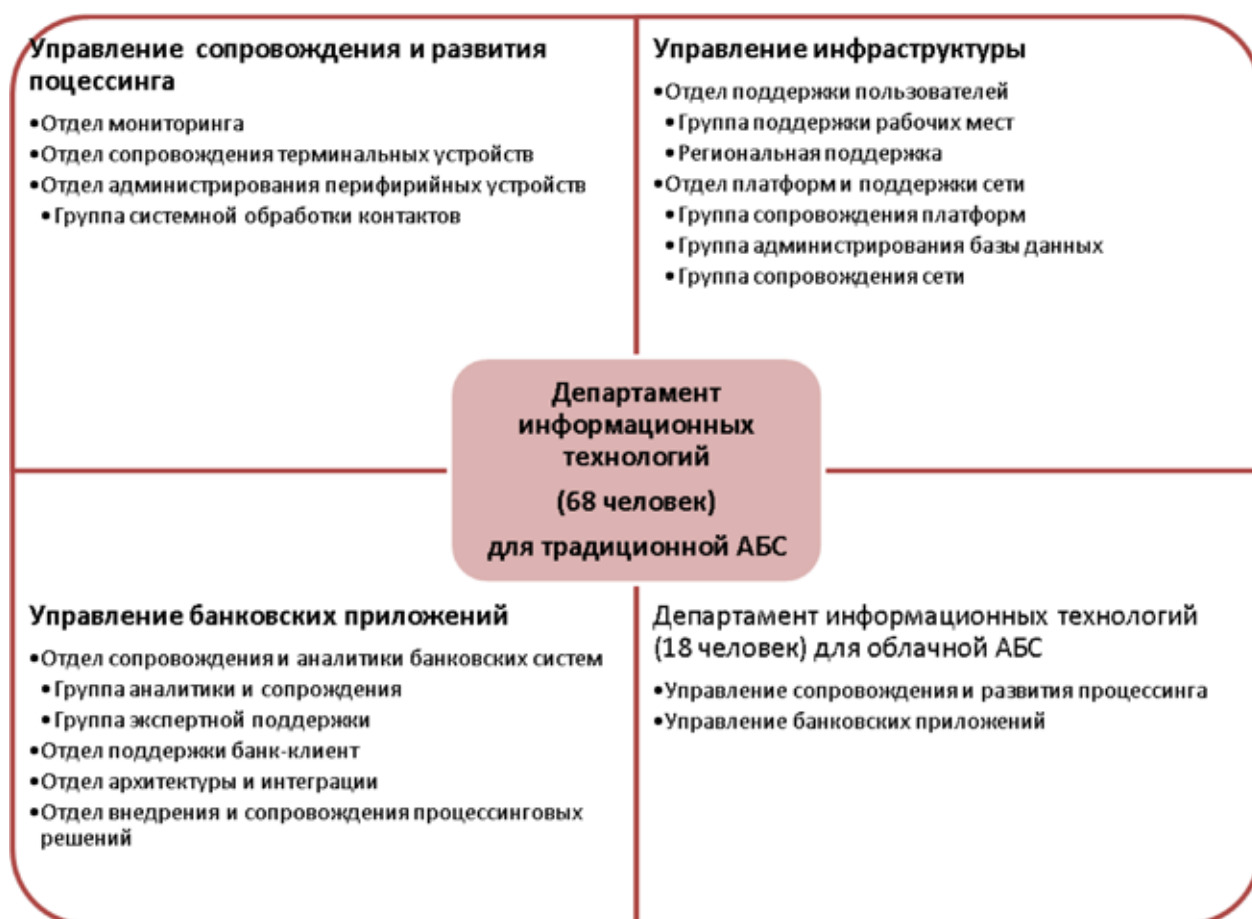 Управление сопровождения и развития
поцессинга
•Отдел мониторинга
•Отдел сопровождения терминальных устройств
•Отдел администрирования перифирийных устройств
•Группа системной обработки контактов
Управление инфраструктуры
•Отдел поддержки пользователей
•Группа поддержки рабочих мест
•Региональная поддержка
•Отдел платформ и поддержки сети
•Группа сопровождения платформ
•Группа администрирования базы данных
•Группа сопровождения сети
Департамент
информационных
технологий
(68 человек)
для традиционной АБС
Управление банковских приложений
•Отдел сопровождения и аналитики банковских систем
•Группа аналитики и сопрождения
•Группа экспертной поддержки
•Отдел поддержки банк-клиент
•Отдел архитектуры и интеграции
•Отдел внедрения и сопровождения процессинговых
решений
Департамент информационных технологий
(18 человек) для облачной АБС
•Управление сопровождения и развития процессинга
•Управление банковских приложений